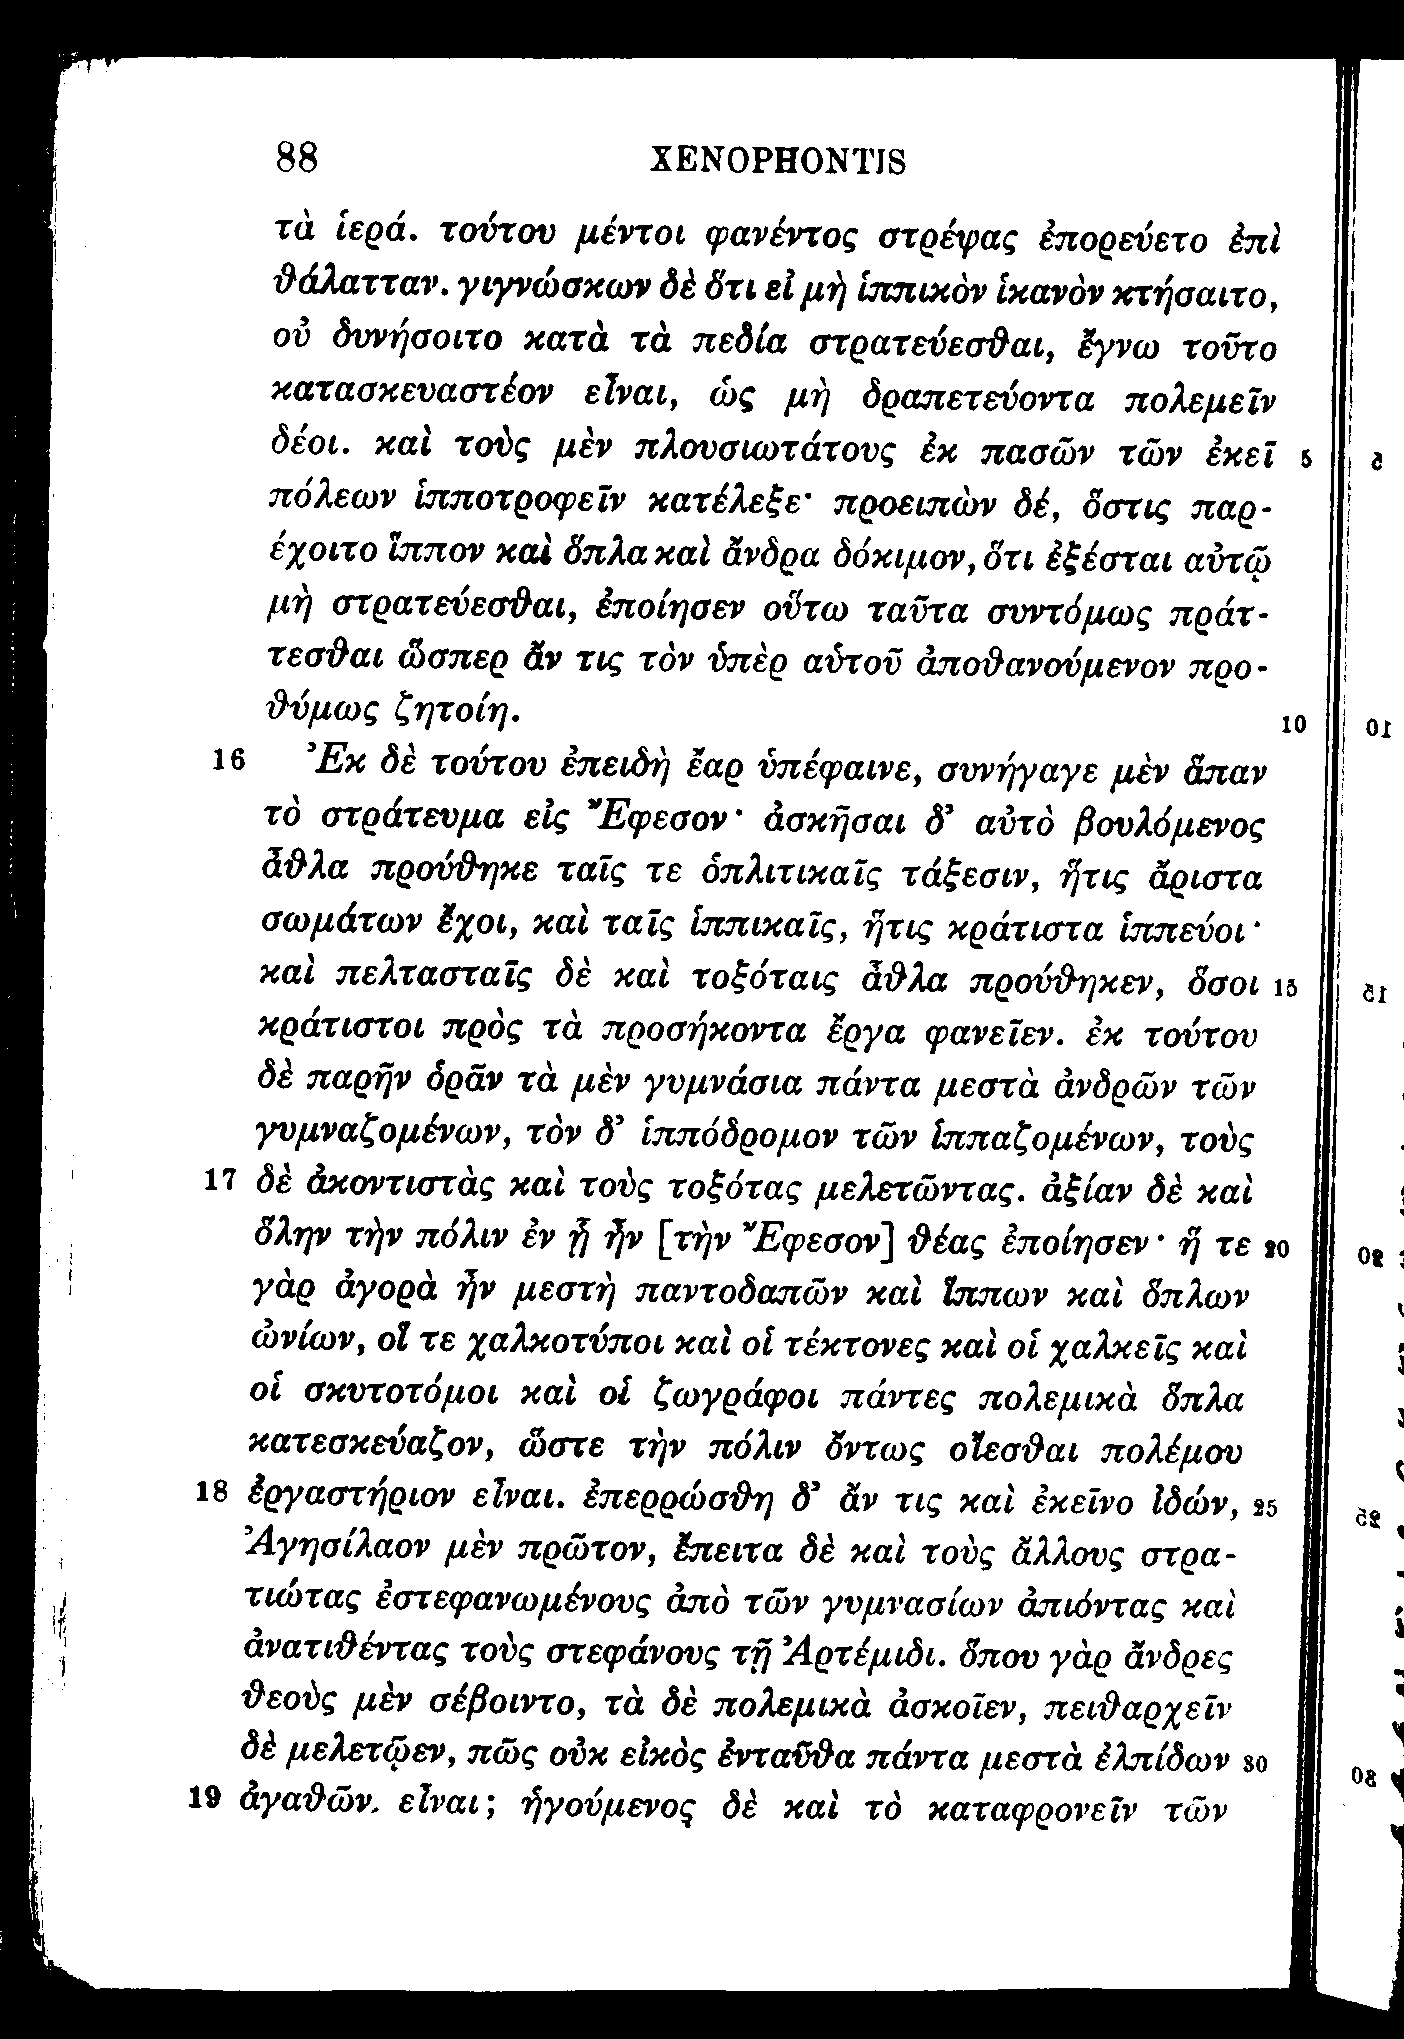 88 XENOPHONTIS
τὰ ἱερά. τούτου μέντοι φανέντος στρέψας ἐπορεύετο ἐπὶ
θάλατταν. γιγνώσκων δὲ ὅτι εἰ μὴ ἱππικὸν ἱκανὸν κτήσαιτο,
οὐ δυνήσοιτο κατὰ τὰ πεδία στρατεύεσθαι, ἔγνω τοῦτο
κατασκευαστέον εἶναι, ὡς μὴ δραπετεύοντα πολεμεῖν
δέοι. καὶ τοὺς μὲν πλουσιωτάτους ἐκ πασῶν τῶν ἐκεῖ 5
πόλεων ἱπποτροφεῖν κατέλεξε· προειπὼν δέ, ὅστις παρ-
έχοιτο ἵππον καὶ ὅπλα καὶ ἄνδρα δόκιμον, ὅτι ἐξέσται αὐτῷ
μὴ στρατεύεσθαι, ἐποίησεν οὕτω ταῦτα συντόμως πράτ-
τεσθαι ὥσπερ ἄν τις τὸν ὑπὲρ αὑτοῦ ἀποθανούμενον προ-
θύμως ζητοίη. 10
16 Ἐκ δὲ τούτου ἐπειδὴ ἔαρ ὑπέφαινε, συνήγαγε μὲν ἅπαν
τὸ στράτευμα εἰς Ἔφεσον· ἀσκῆσαι δ’ αὐτὸ βουλόμενος
ἆθλα προύθηκε ταῖς τε ὁπλιτικαῖς τάξεσιν, ἥτις ἄριστα
σωμάτων ἔχοι, καὶ ταῖς ἱππικαῖς, ἥτις κράτιστα ἱππεύοι·
καὶ πελτασταῖς δὲ καὶ τοξόταις ἆθλα προύθηκεν, ὅσοι 15
κράτιστοι πρὸς τὰ προσήκοντα ἔργα φανεῖεν. ἐκ τούτου
δὲ παρῆν ὁρᾶν τὰ μὲν γυμνάσια πάντα μεστὰ ἀνδρῶν τῶν
γυμναζομένων, τὸν δ’ ἱππόδρομον τῶν ἱππαζομένων, τοὺς
17 δὲ ἀκοντιστὰς καὶ τοὺς τοξότας μελετῶντας. ἀξίαν δὲ καὶ
ὅλην τὴν πόλιν ἐν ᾗ ἦν [τὴν Ἔφεσον] θέας ἐποίησεν· ἥ τε 20
γὰρ ἀγορὰ ἦν μεστὴ παντοδαπῶν καὶ ἵππων καὶ ὅπλων
ὠνίων, οἵ τε χαλκοτύποι καὶ οἱ τέκτονες καὶ οἱ χαλκεῖς καὶ
οἱ σκυτοτόμοι καὶ οἱ ζωγράφοι πάντες πολεμικὰ ὅπλα
κατεσκεύαζον, ὥστε τὴν πόλιν ὄντως οἴεσθαι πολέμου
18 ἐργαστήριον εἶναι. ἐπερρώσθη δ’ ἄν τις καὶ ἐκεῖνο ἰδών, 25
Ἀγησίλαον μὲν πρῶτον, ἔπειτα δὲ καὶ τοὺς ἄλλους στρα-
τιώτας ἐστεφανωμένους ἀπὸ τῶν γυμνασίων ἀπιόντας καὶ
ἀνατιθέντας τοὺς στεφάνους τῇ Ἀρτέμιδι. ὅπου γὰρ ἄνδρες
θεοὺς μὲν σέβοιντο, τὰ δὲ πολεμικὰ ἀσκοῖεν, πειθαρχεῖν
δὲ μελετῷεν, πῶς οὐκ εἰκὸς ἐνταῦθα πάντα μεστὰ ἐλπίδων 30
19 ἀγαθῶν. εἶναι; ἡγούμενος δὲ καὶ τὸ καταφρονεῖν τῶν